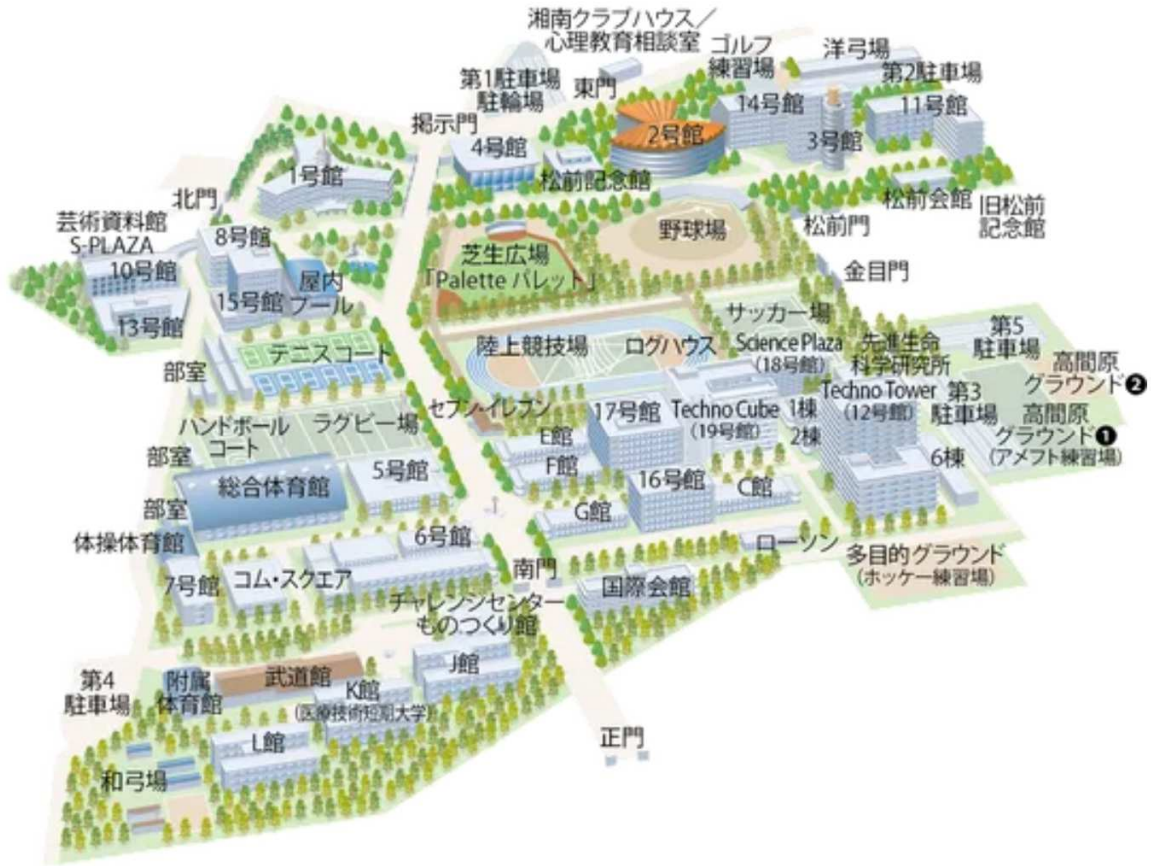 湘南クラブハウス／
心理教育相談室
ゴルフ
練習場
洋弓場
第1駐車場
駐輪場
東門
第2駐車場
掲示門
4号館
2号館
14号館
3号館
11号館
1号館
松前記念館
北門
松前会館
旧松前
記念館
芸術資料館
S-PLAZA
8号館
野球場
松前門
10号館
芝生広場
「Palette パレット」
金目門
15号館
屋内
プール
13号館
サッカー場
第5
駐車場
テニスコート
陸上競技場
ログハウス
Science Plaza
(18号館)
先進生命
科学研究所
高間原
グラウンド❷
部室
Techno Tower
(12号館)
第3
駐車場
セブン-イレブン
17号館
Techno Cube
(19号館)
1棟
2棟
高間原
グラウンド❶
(アメフト練習場)
ハンドボール
コート
ラグビー場
E館
部室
F館
6棟
総合体育館
5号館
16号館
C館
部室
G館
体操体育館
6号館
ローソン
多目的グラウンド
(ホッケー練習場)
7号館
コム・スクエア
南門
国際会館
チャレンジセンター
ものつくり館
J館
第4
駐車場
附属
体育館
武道館
K館
(医療技術短期大学)
L館
正門
和弓場